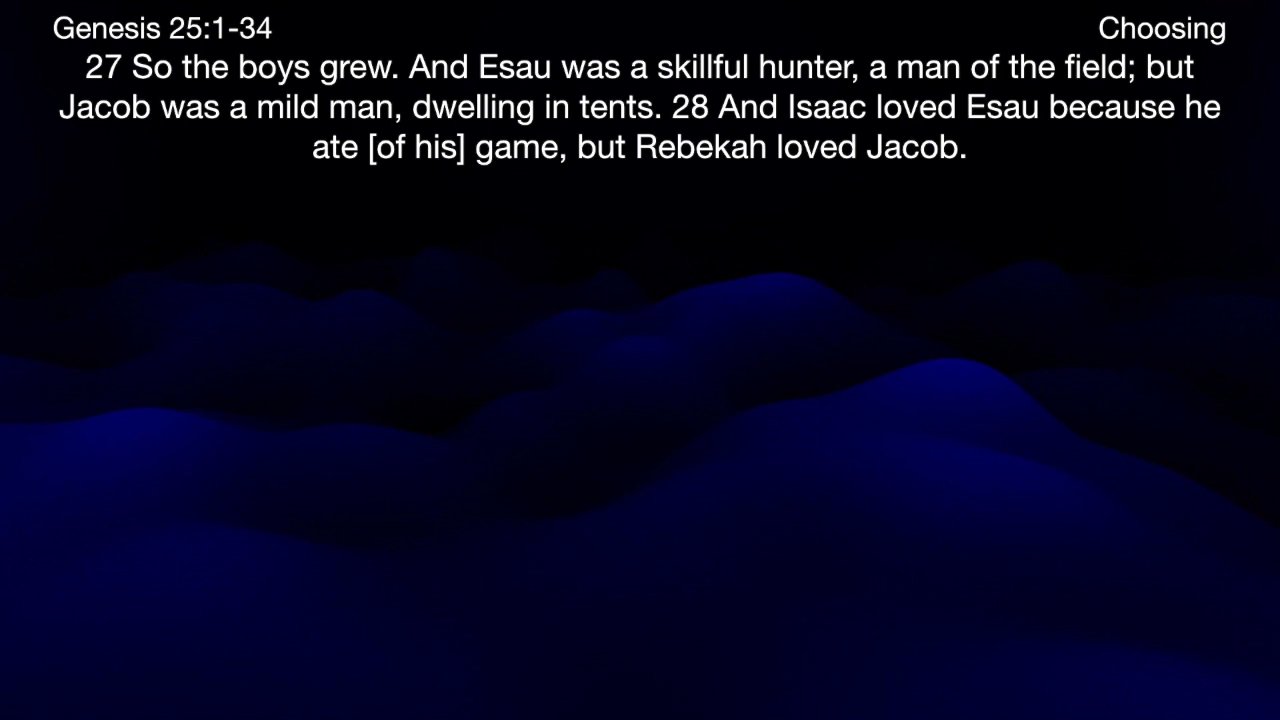 Genesis 25:1-34 Choosing
27 So the boys grew. And Esau was a skillful hunter, a man of the field; but
Jacob was a mild man, dwelling in tents. 28 And Isaac loved Esau because he
ate [of his] game, but Rebekah loved Jacob.